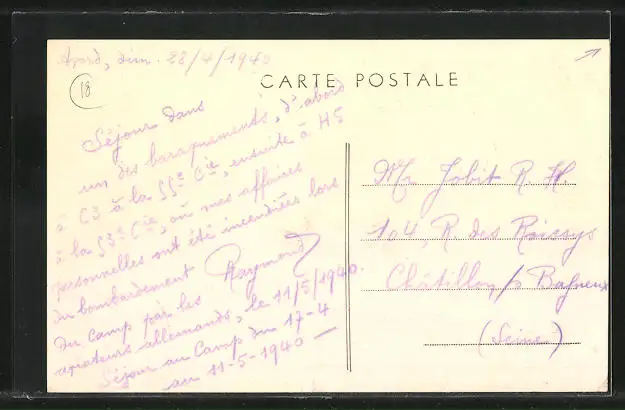 Avord, dim. 28/4/1940
18
CARTE POSTALE
Séjour dans
un des baraquements, d'abord
à C3 à la 55e Cie, ensuite à H5
à la 53e Cie, où mes affaires
personnelles ont été incendiées lors
du bombardement Raymond
du Camp par les
aviateurs allemands, le 11/5/1940.
Séjour au Camp du 17-4
au 11-5-1940 —
Mr Jobit R. H.
104, R. des Roissys
Châtillon s/s Bagneux
(Seine)